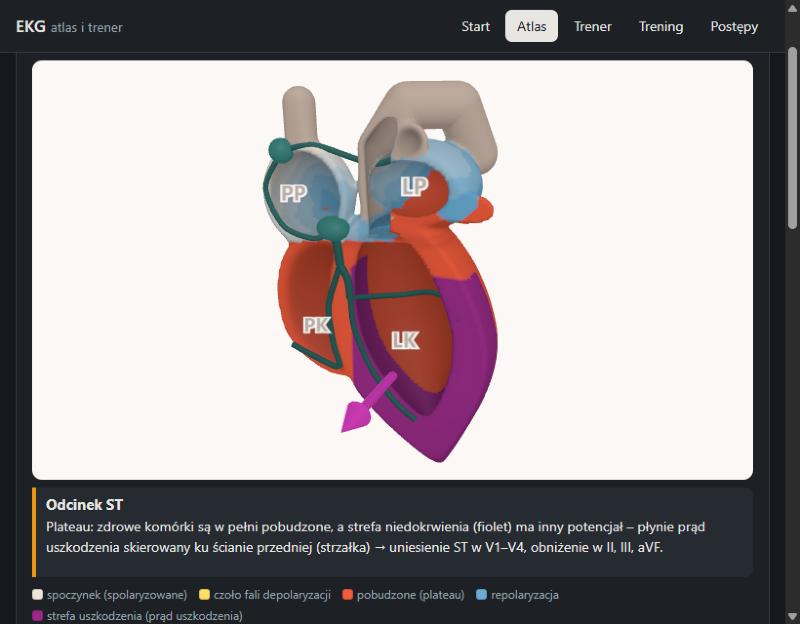 EKG atlas i trener
Start Atlas Trener Trening Postępy
PP
LP
PK
LK
Odcinek ST
Plateau: zdrowe komórki są w pełni pobudzone, a strefa niedokrwienia (fiolet) ma inny potencjał – płynie prąd
uszkodzenia skierowany ku ścianie przedniej (strzałka) → uniesienie ST w V1–V4, obniżenie w II, III, aVF.
spoczynek (spolaryzowane) czoło fali depolaryzacji pobudzone (plateau) repolaryzacja
strefa uszkodzenia (prąd uszkodzenia)